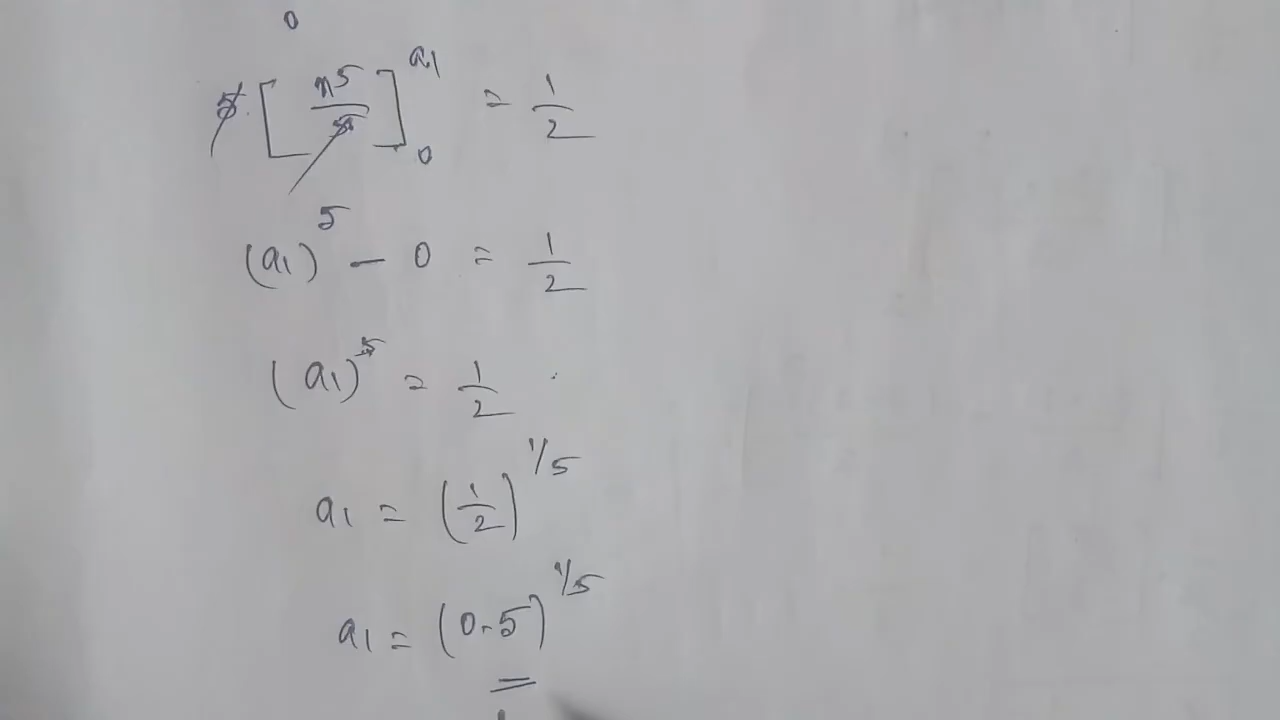 0
5 [ x^5 / 5 ]_0^{a1} = 1/2
(a1)^5 - 0 = 1/2
(a1)^5 = 1/2
a1 = (1/2)^{1/5}
a1 = (0.5)^{1/5}